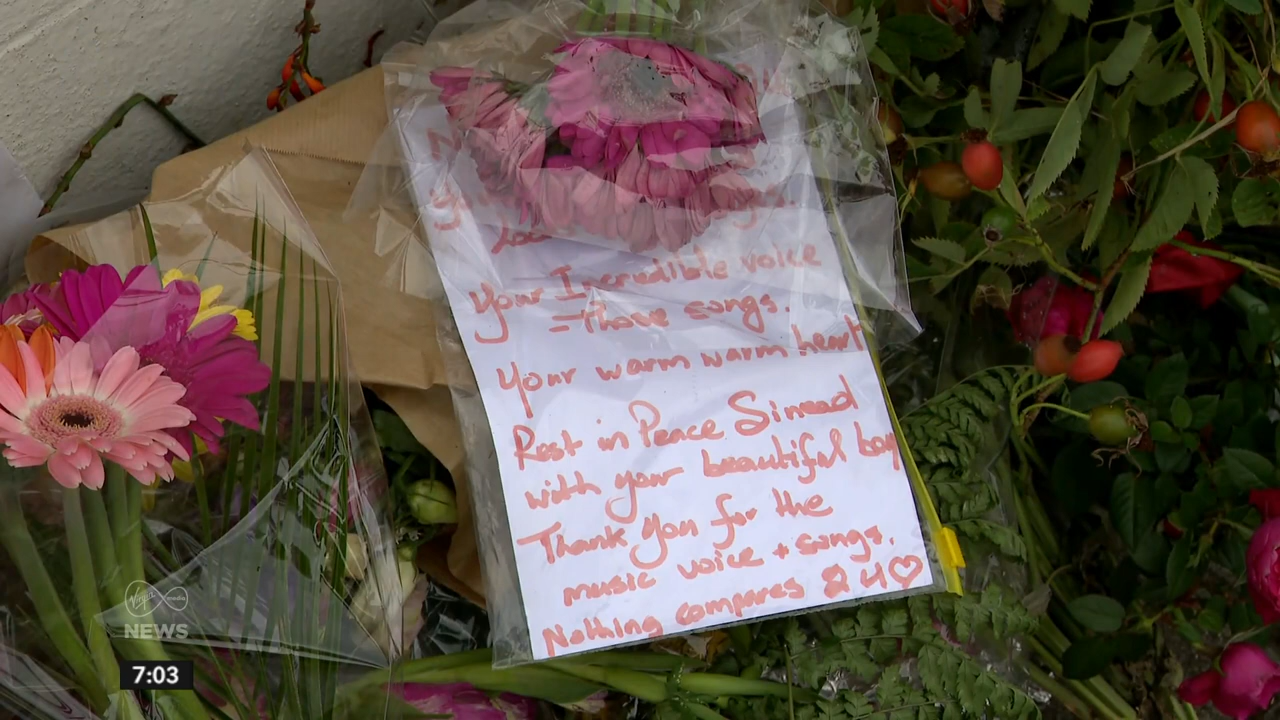 Your Incredible voice
– Those songs.
Your warm warm heart
Rest in Peace Sinead
with your beautiful boy
Thank You for the
music voice + songs.
Nothing compares 2 U ♡
Virgin media
NEWS
7:03